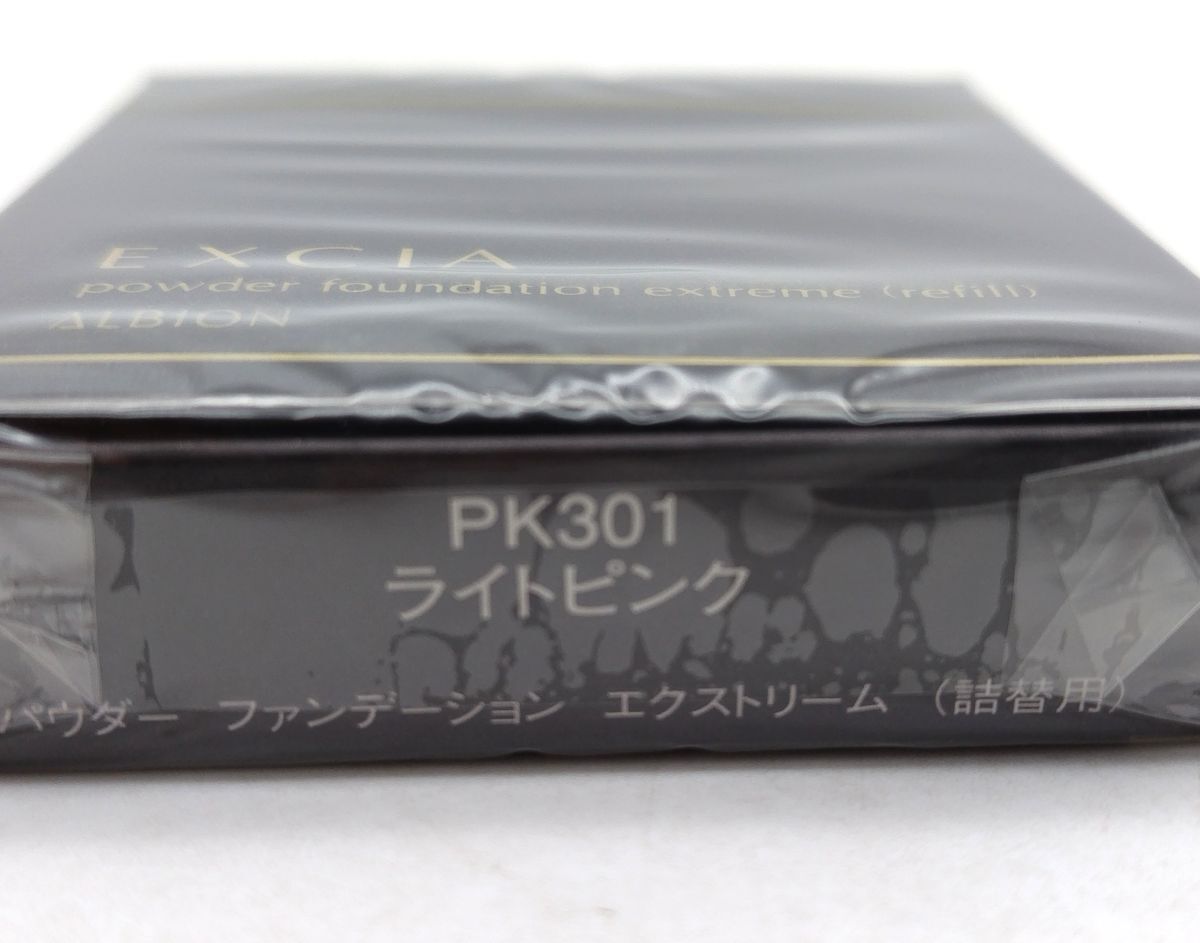 EXCIA
powder foundation extreme (refill)
ALBION
PK301
ライトピンク
パウダー ファンデーション エクストリーム (詰替用)